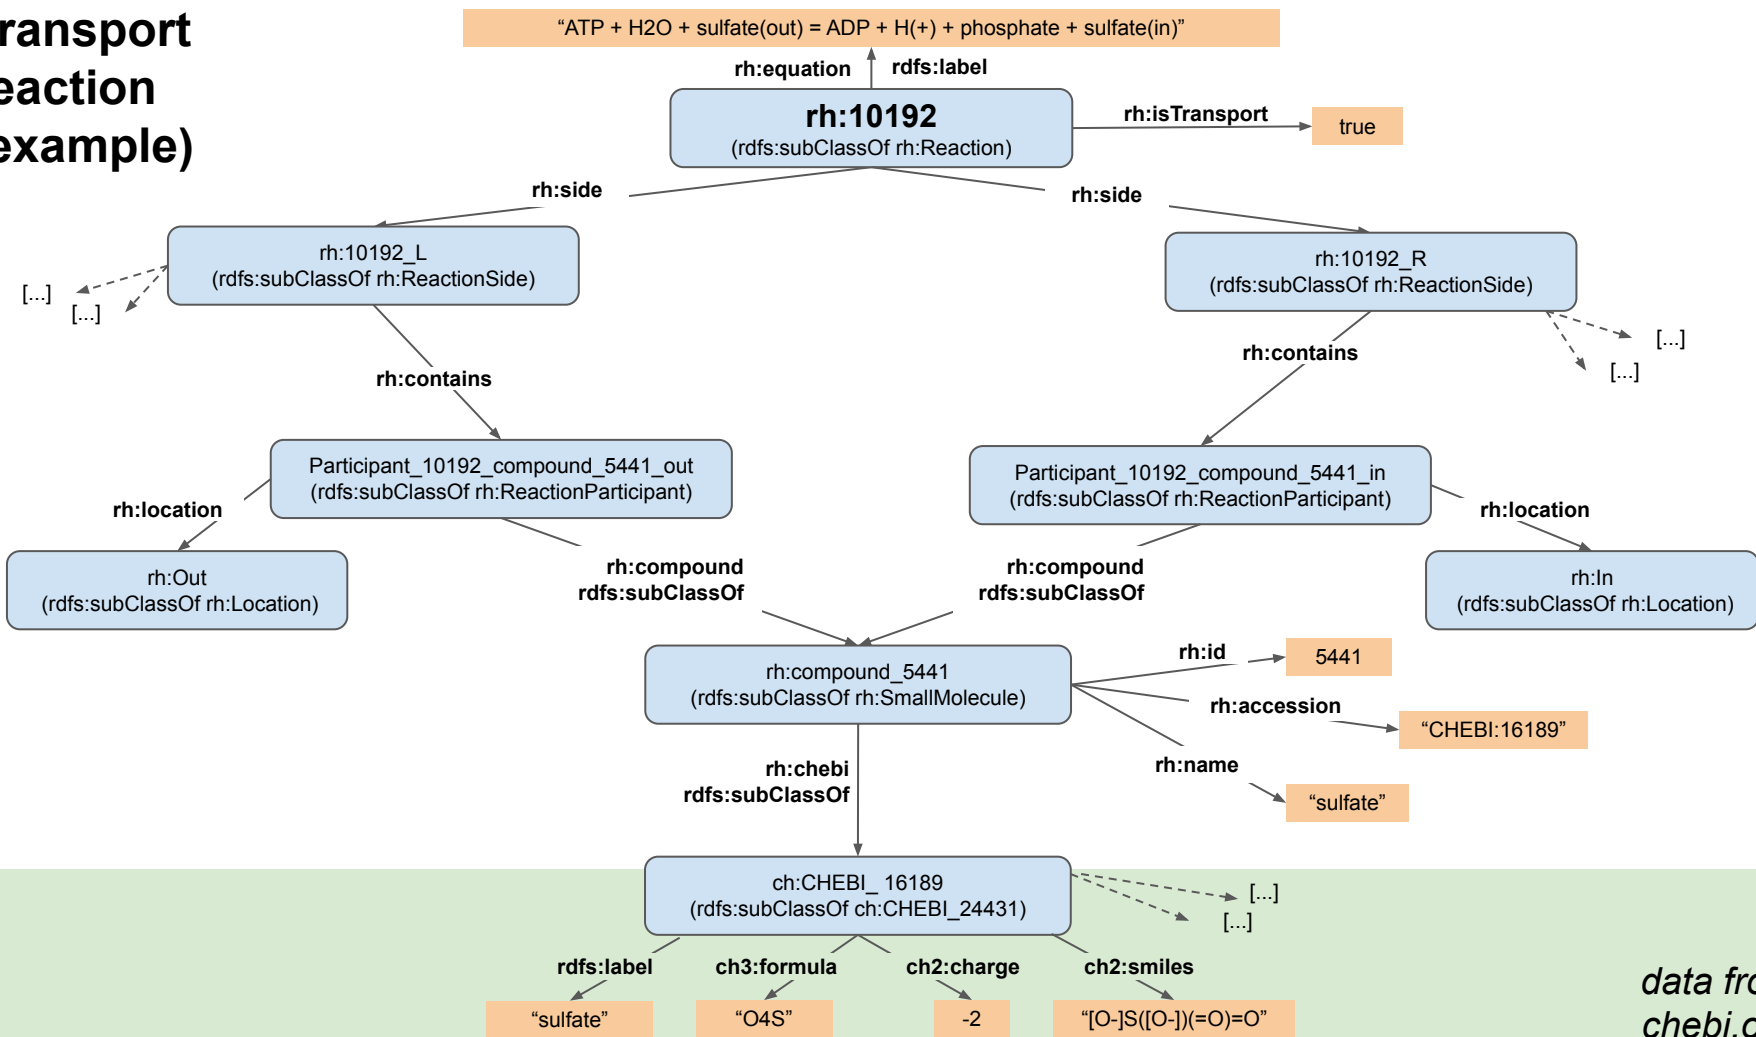 ransport
eaction
example)
“ATP + H2O + sulfate(out) = ADP + H(+) + phosphate + sulfate(in)”
rh:equation
rdfs:label
rh:10192
(rdfs:subClassOf rh:Reaction)
rh:isTransport
true
rh:side
rh:side
rh:10192_L
(rdfs:subClassOf rh:ReactionSide)
rh:10192_R
(rdfs:subClassOf rh:ReactionSide)
[...]
[...]
[...]
[...]
rh:contains
rh:contains
Participant_10192_compound_5441_out
(rdfs:subClassOf rh:ReactionParticipant)
Participant_10192_compound_5441_in
(rdfs:subClassOf rh:ReactionParticipant)
rh:location
rh:location
rh:Out
(rdfs:subClassOf rh:Location)
rh:compound
rdfs:subClassOf
rh:compound
rdfs:subClassOf
rh:In
(rdfs:subClassOf rh:Location)
rh:compound_5441
(rdfs:subClassOf rh:SmallMolecule)
rh:id
5441
rh:accession
“CHEBI:16189”
rh:name
“sulfate”
rh:chebi
rdfs:subClassOf
ch:CHEBI_ 16189
(rdfs:subClassOf ch:CHEBI_24431)
[...]
[...]
rdfs:label
ch3:formula
ch2:charge
ch2:smiles
“sulfate”
“O4S”
-2
“[O-]S([O-])(=O)=O”
data fro
chebi.o